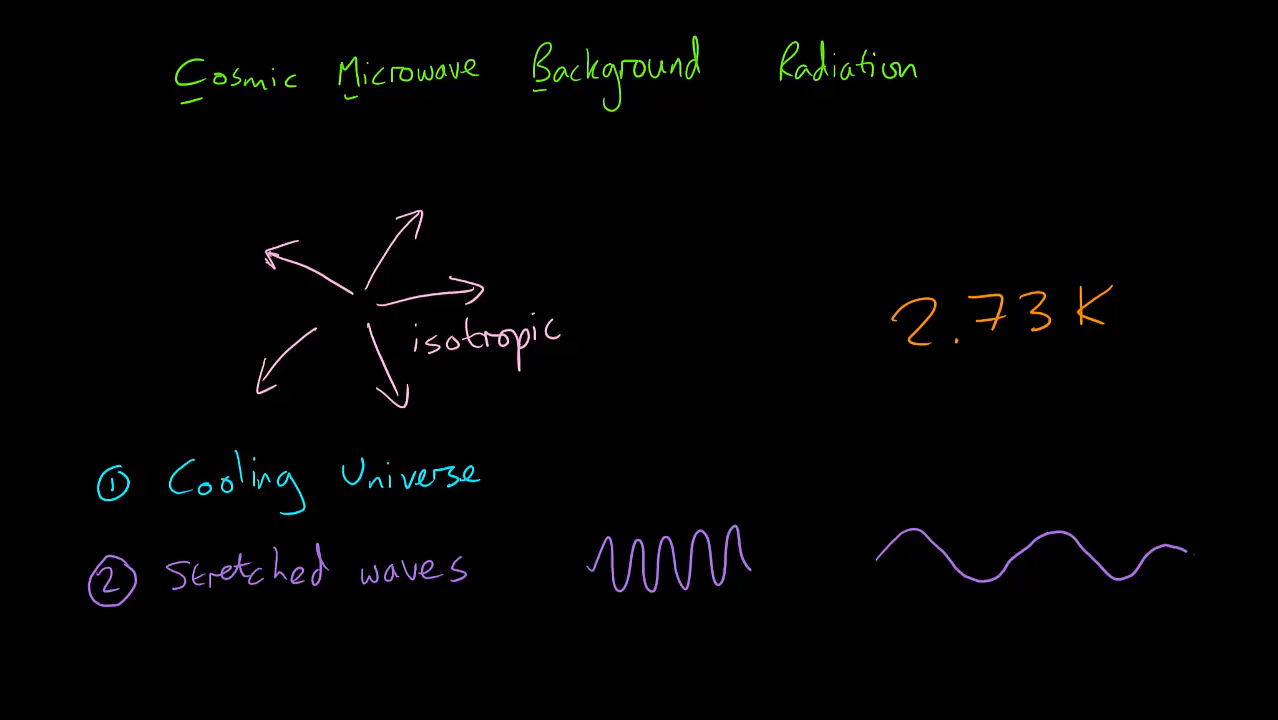 Cosmic Microwave Background Radiation
isotropic
2.73 K
① Cooling Universe
② Stretched waves